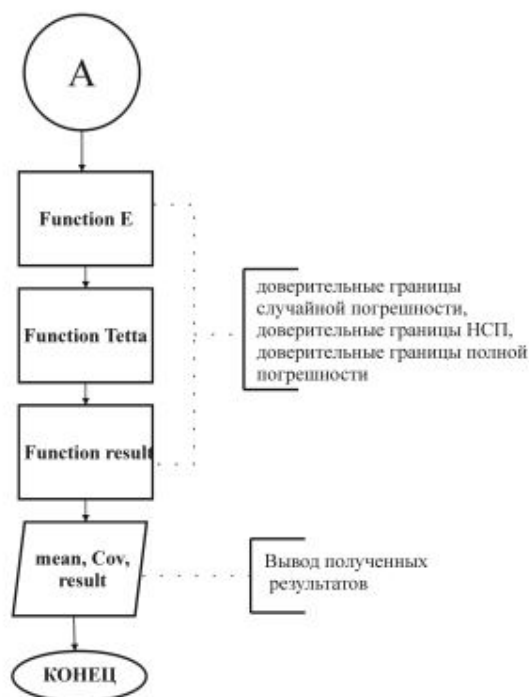 A
Function E
Function Tetta
Function result
доверительные границы
случайной погрешности,
доверительные границы НСП,
доверительные границы полной
погрешности
mean, Cov,
result
Вывод полученных
результатов
КОНЕЦ